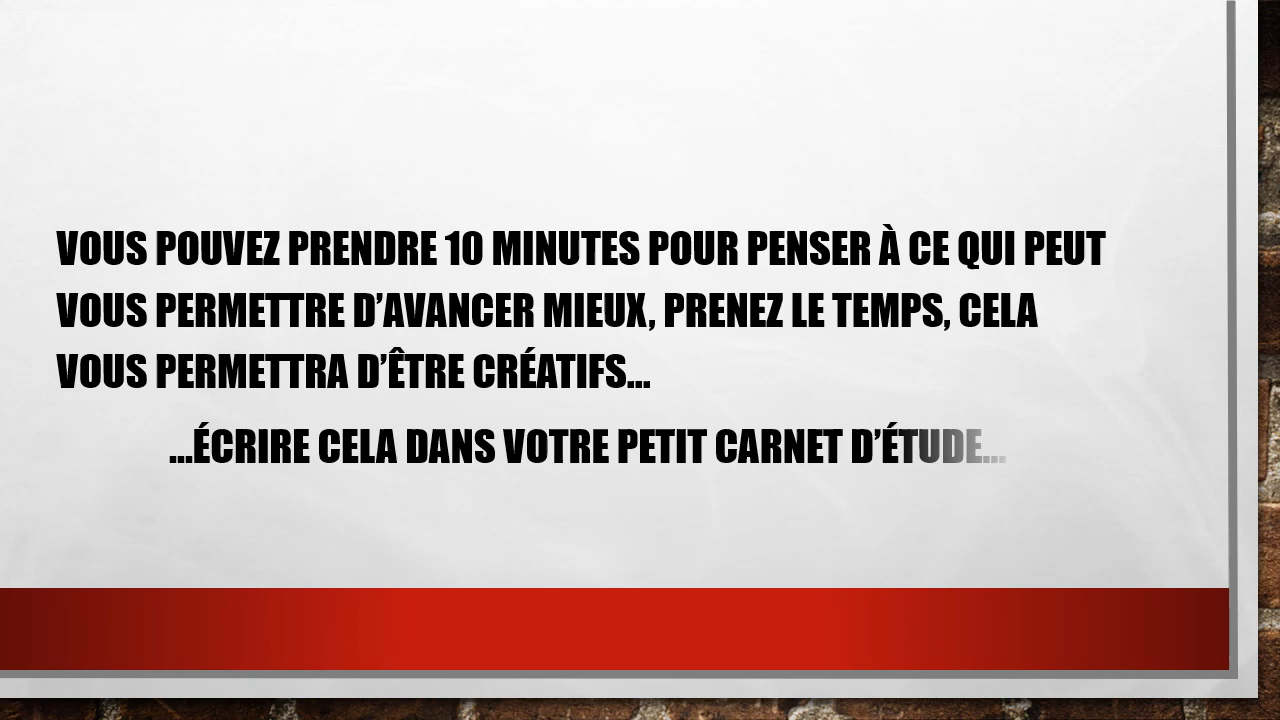 VOUS POUVEZ PRENDRE 10 MINUTES POUR PENSER À CE QUI PEUT
VOUS PERMETTRE D’AVANCER MIEUX, PRENEZ LE TEMPS, CELA
VOUS PERMETTRA D’ÊTRE CRÉATIFS…
…ÉCRIRE CELA DANS VOTRE PETIT CARNET D’ÉTUDE…